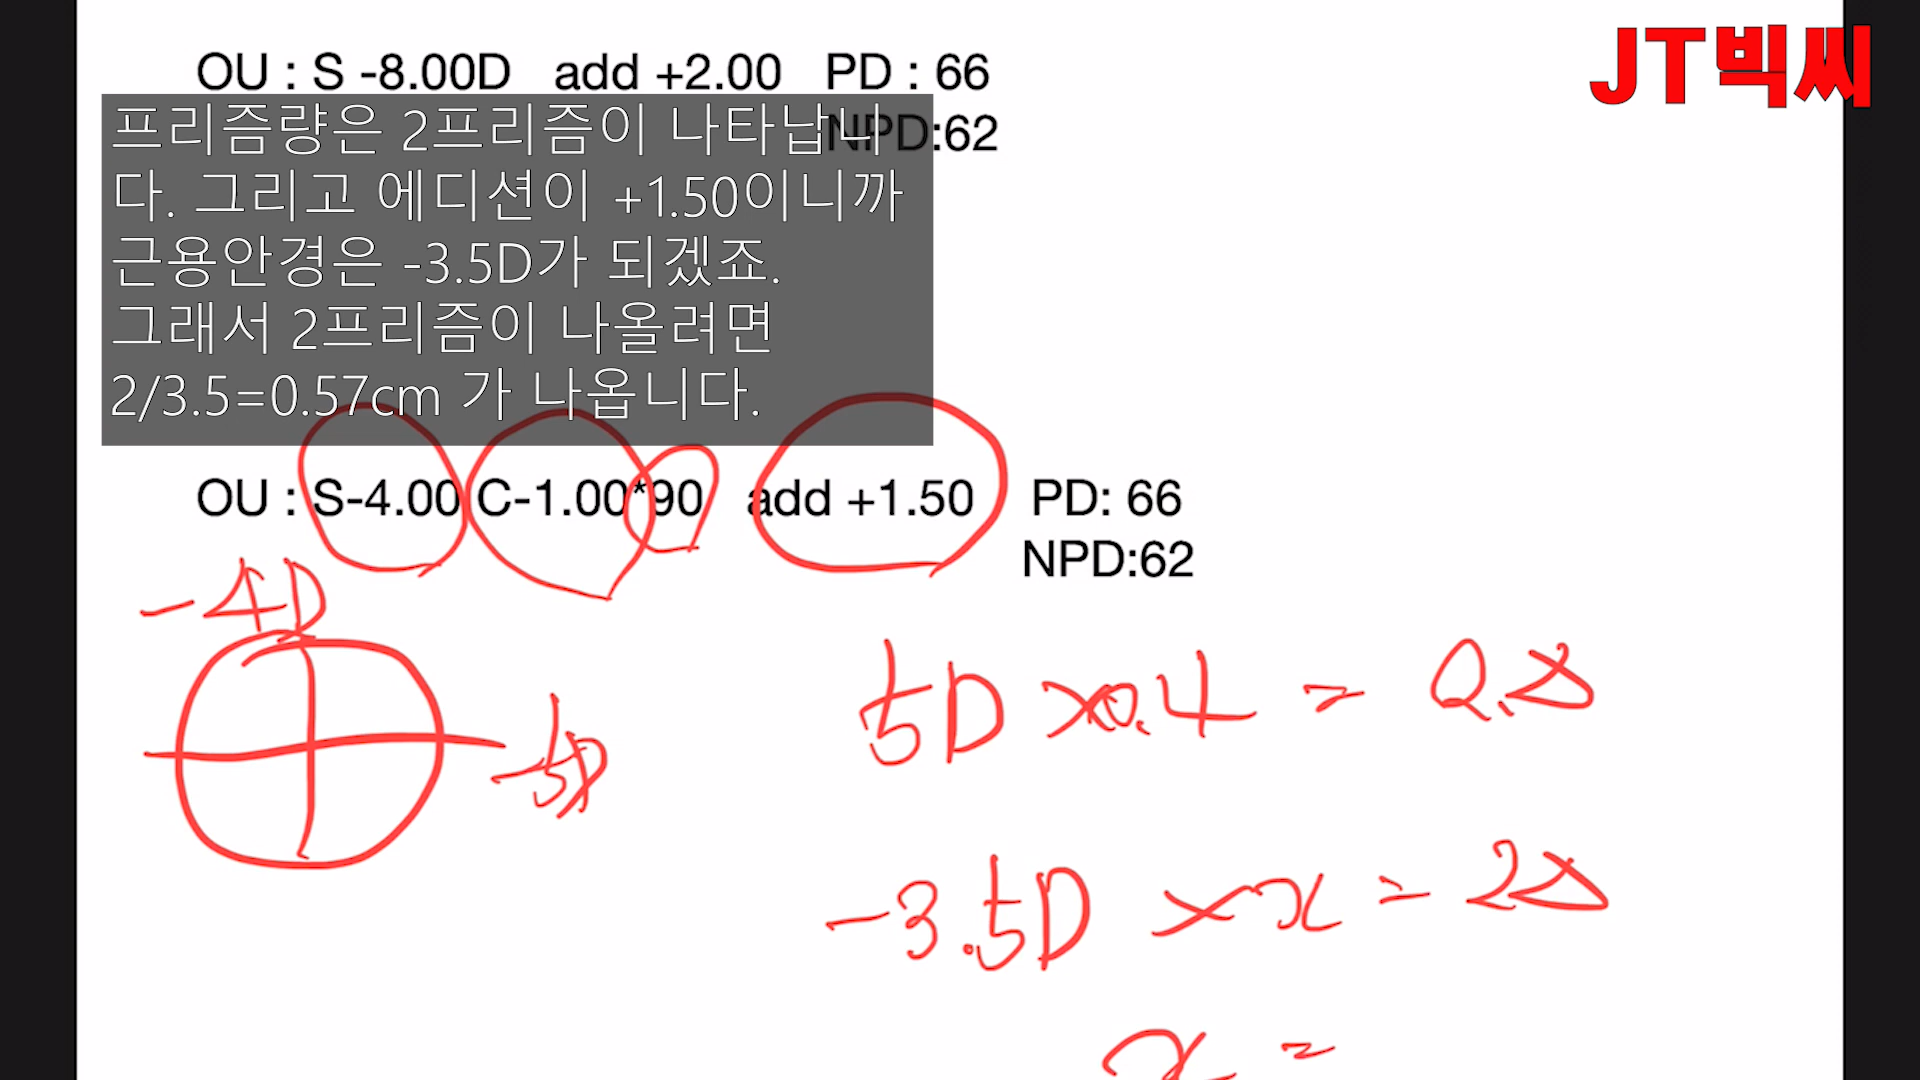 OU : S -8.00D add +2.00 PD : 66
JT빅씨
NPD:62
프리즘량은 2프리즘이 나타납니
다. 그리고 에디션이 +1.50이니까
근용안경은 -3.5D가 되겠죠.
그래서 2프리즘이 나올려면
2/3.5=0.57cm 가 나옵니다.
OU : S-4.00 C-1.00*90 add +1.50 PD: 66
NPD:62
-4D
-5D
5D ×0.4 = 2.△
-3.5D × x = 2△
x =